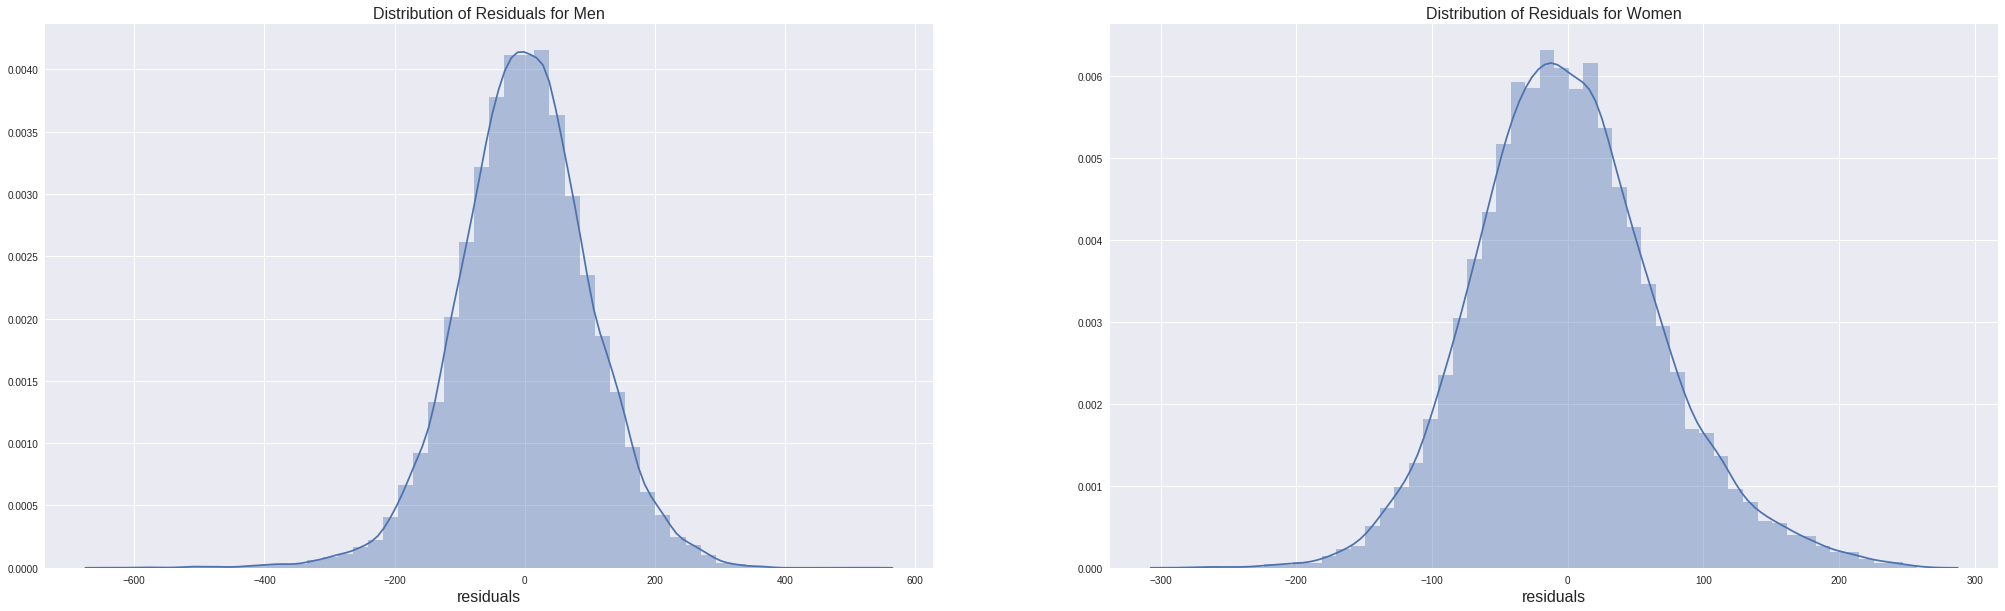 Distribution of Residuals for Men
0.0040
0.0035
0.0030
0.0025
0.0020
0.0015
0.0010
0.0005
0.0000
−600 −400 −200 0 200 400 600
residuals
Distribution of Residuals for Women
0.006
0.005
0.004
0.003
0.002
0.001
0.000
−300 −200 −100 0 100 200 300
residuals